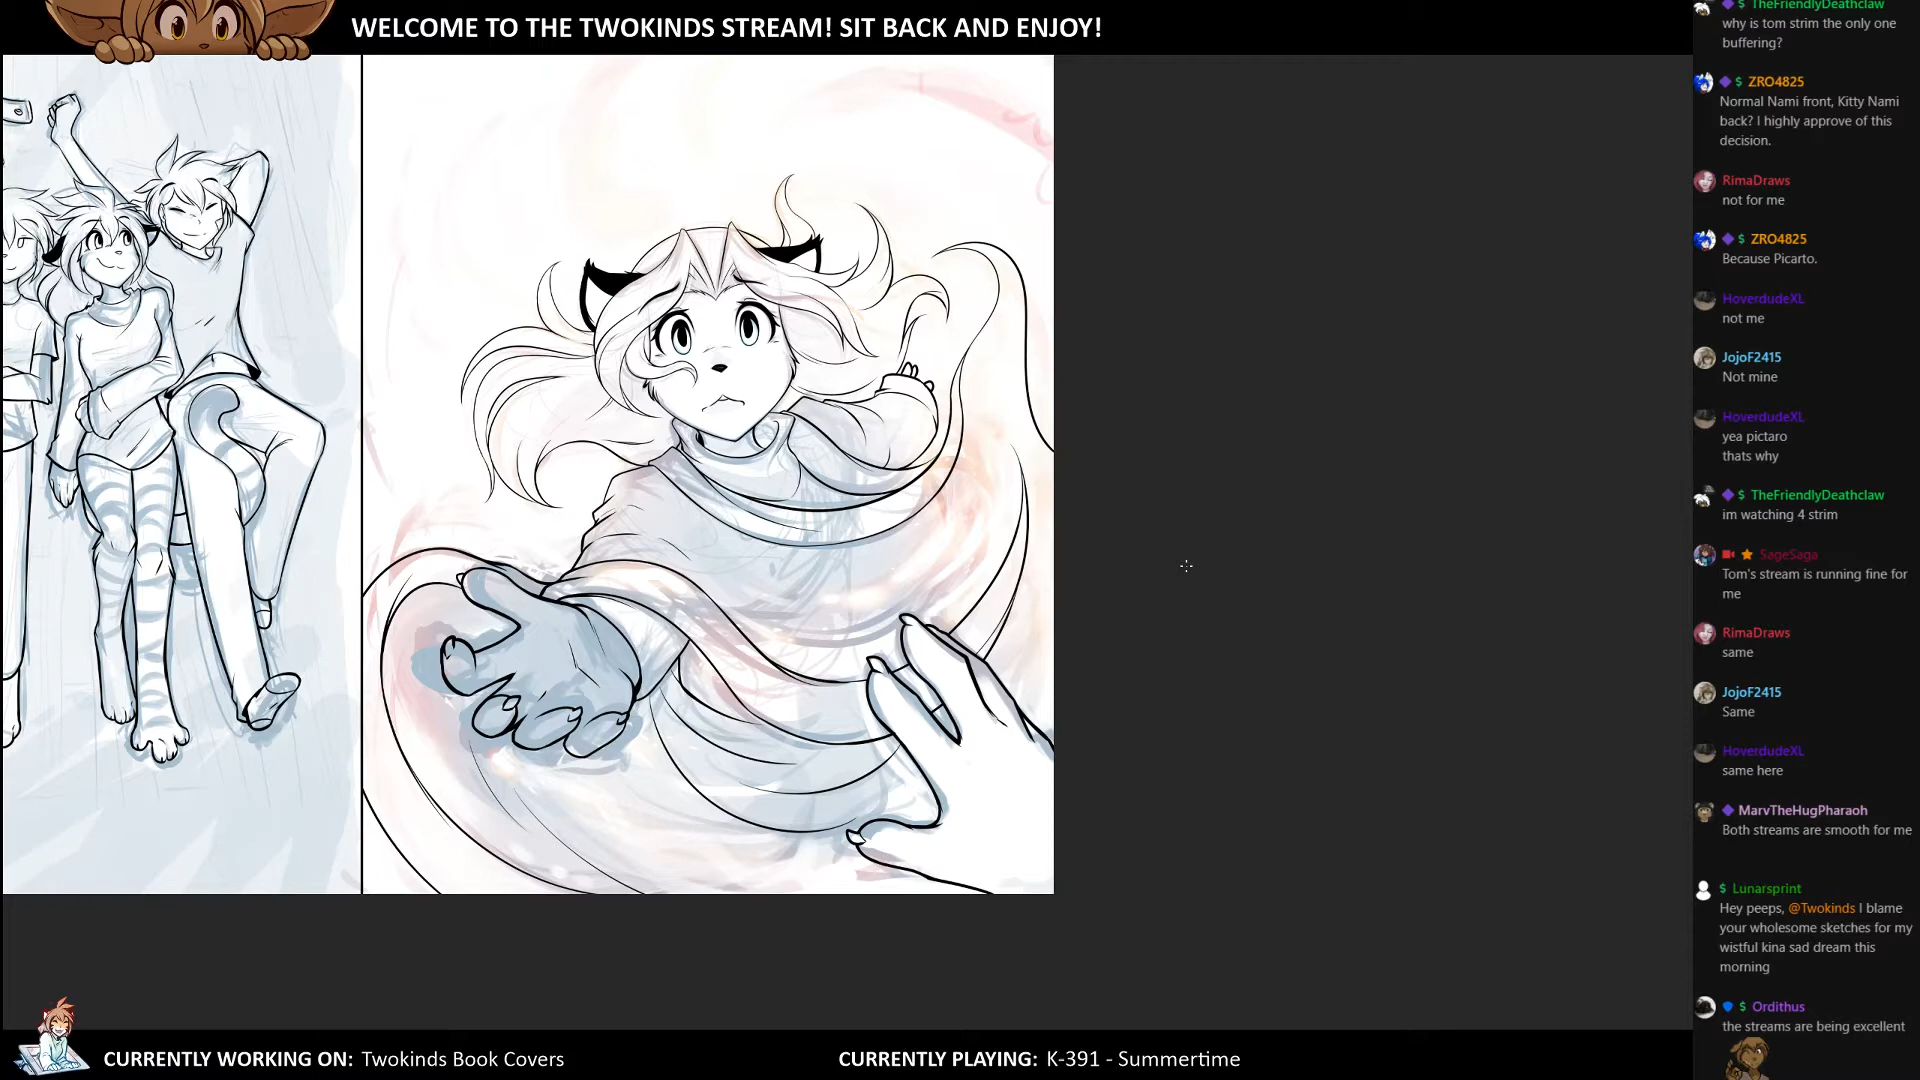 WELCOME TO THE TWOKINDS STREAM! SIT BACK AND ENJOY!
TheFriendlyDeathclaw
why is tom strim the only one
buffering?
ZRO4825
Normal Nami front, Kitty Nami
back? I highly approve of this
decision.
RimaDraws
not for me
ZRO4825
Because Picarto.
HoverdudeXL
not me
JojoF2415
Not mine
HoverdudeXL
yea pictaro
thats why
TheFriendlyDeathclaw
im watching 4 strim
SageSaga
Tom's stream is running fine for
me
RimaDraws
same
JojoF2415
Same
HoverdudeXL
same here
MarvTheHugPharaoh
Both streams are smooth for me
Lunarsprint
Hey peeps, @Twokinds I blame
your wholesome sketches for my
wistful kina sad dream this
morning
Ordithus
the streams are being excellent
CURRENTLY WORKING ON: Twokinds Book Covers
CURRENTLY PLAYING: K-391 - Summertime